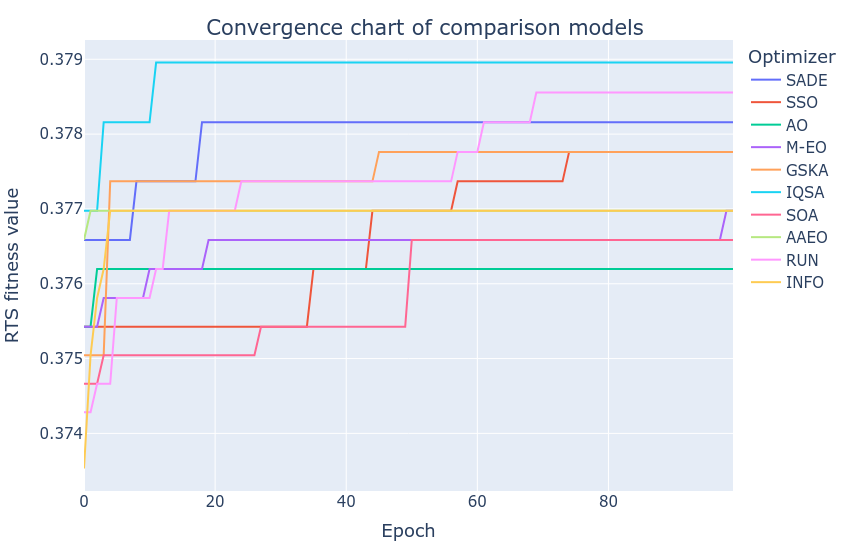 Convergence chart of comparison models
RTS fitness value
0.379
0.378
0.377
0.376
0.375
0.374
0
20
40
60
80
Epoch
Optimizer
SADE
SSO
AO
M-EO
GSKA
IQSA
SOA
AAEO
RUN
INFO